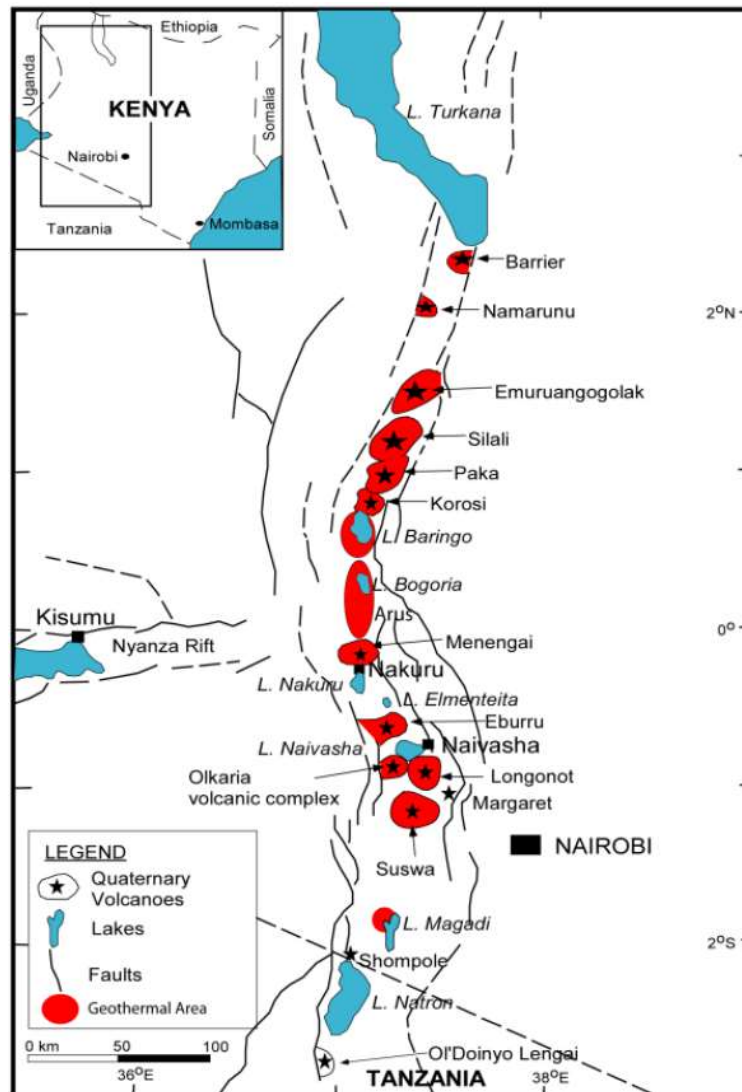 Ethiopia
Uganda
KENYA
Somalia
Nairobi
Tanzania
Mombasa
L. Turkana
Barrier
Namarunu
2°N
Emuruangogolak
Silali
Paka
Korosi
L. Baringo
L. Bogoria
Arus
Kisumu
Nyanza Rift
0°
Menengai
Nakuru
L. Nakuru
L. Elmenteita
Eburru
L. Naivasha
Naivasha
Olkaria
volcanic complex
Longonot
Margaret
NAIROBI
Suswa
LEGEND
Quaternary
Volcanoes
Lakes
Faults
Geothermal Area
0 km 50 100
L. Magadi
2°S
Shompole
L. Natron
Ol'Doinyo Lengai
36°E
TANZANIA
38°E